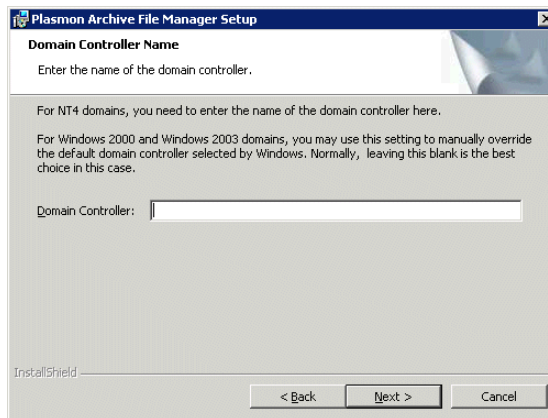 Plasmon Archive File Manager Setup
Domain Controller Name
Enter the name of the domain controller.
For NT4 domains, you need to enter the name of the domain controller here.
For Windows 2000 and Windows 2003 domains, you may use this setting to manually override
the default domain controller selected by Windows. Normally, leaving this blank is the best
choice in this case.
Domain Controller:
InstallShield
< Back Next > Cancel